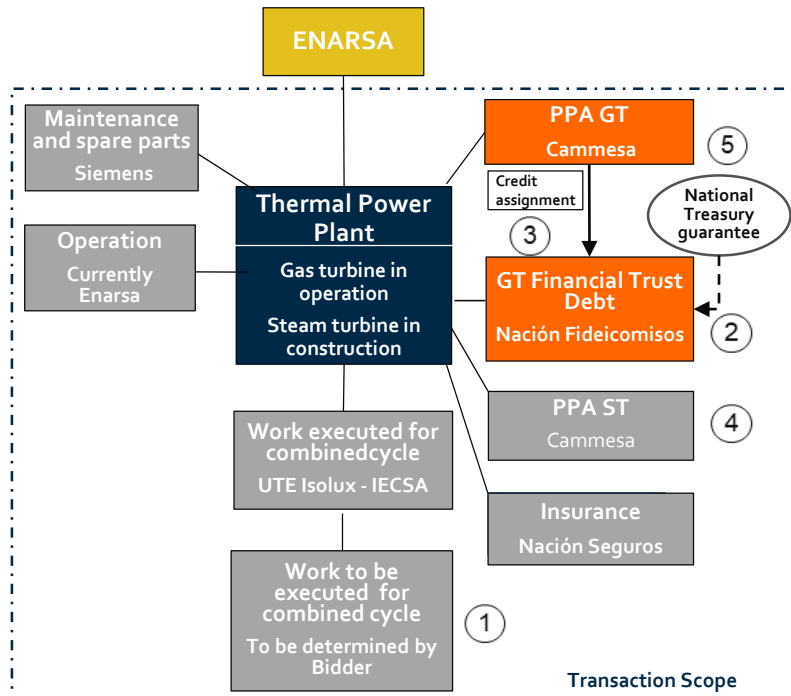 ENARSA
Maintenance
and spare parts
Siemens
PPA GT
Cammesa
5
Credit
assignment
National
Treasury
guarantee
Thermal Power
Plant
Gas turbine in
operation
Steam turbine in
construction
Operation
Currently
Enarsa
3
GT Financial Trust
Debt
Nación Fideicomisos
2
PPA ST
Cammesa
4
Work executed for
combinedcycle
UTE Isolux - IECSA
Insurance
Nación Seguros
Work to be
executed for
combined cycle
To be determined by
Bidder
1
Transaction Scope